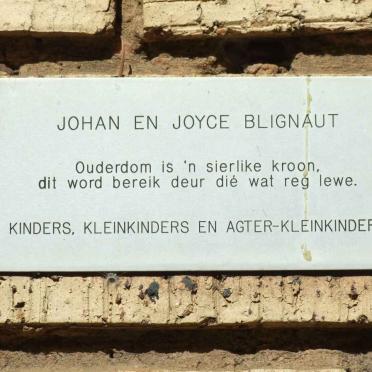 JOHAN EN JOYCE BLIGNAUT
Ouderdom is 'n sierlike kroon,
dit word bereik deur dié wat reg lewe.
KINDERS, KLEINKINDERS EN AGTER-KLEINKINDER